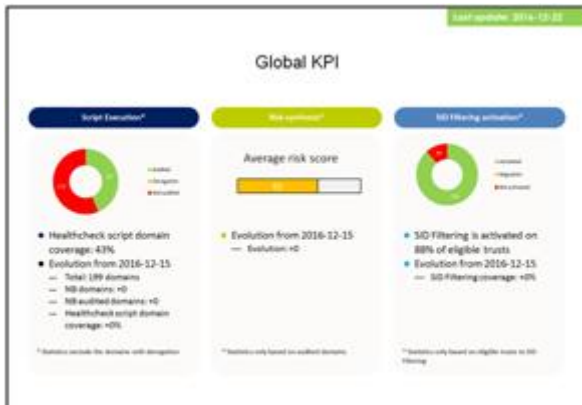 Last update: 2016-12-22
Global KPI
Script Execution*
Risk synthesis*
SID Filtering activation*
Average risk score
Healthcheck script domain
coverage: 43%
Evolution from 2016-12-15
— Total: 199 domains
— NB domains: +0
— NB audited domains: +0
— Healthcheck script domain
coverage: +0%
* Statistics exclude the domains with derogation
Evolution from 2016-12-15
— Evolution: +0
* Statistics only based on audited domains
SID Filtering is activated on
88% of eligible trusts
Evolution from 2016-12-15
— SID Filtering coverage: +0%
* Statistics only based on eligible trusts to SID
Filtering